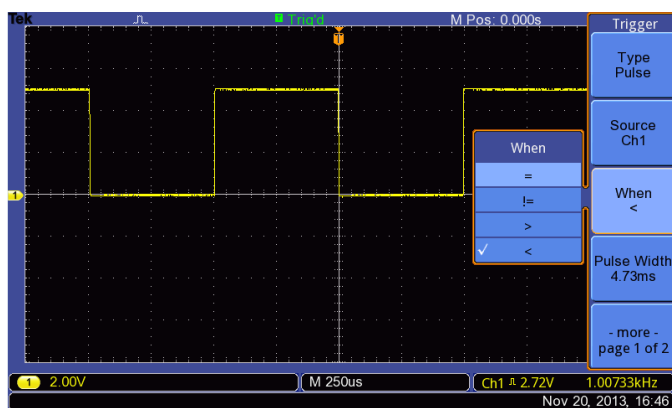 Tek
T Trig'd
M Pos: 0.000s
T
1
Trigger
Type
Pulse
Source
Ch1
When
<
Pulse Width
4.73ms
- more -
page 1 of 2
When
=
!=
>
✓ <
1 2.00V
M 250us
Ch1 2.72V
1.00733kHz
Nov 20, 2013, 16:46